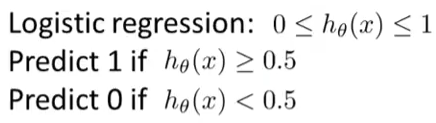 Logistic regression: 0 ≤ hθ(x) ≤ 1
Predict 1 if hθ(x) ≥ 0.5
Predict 0 if hθ(x) < 0.5